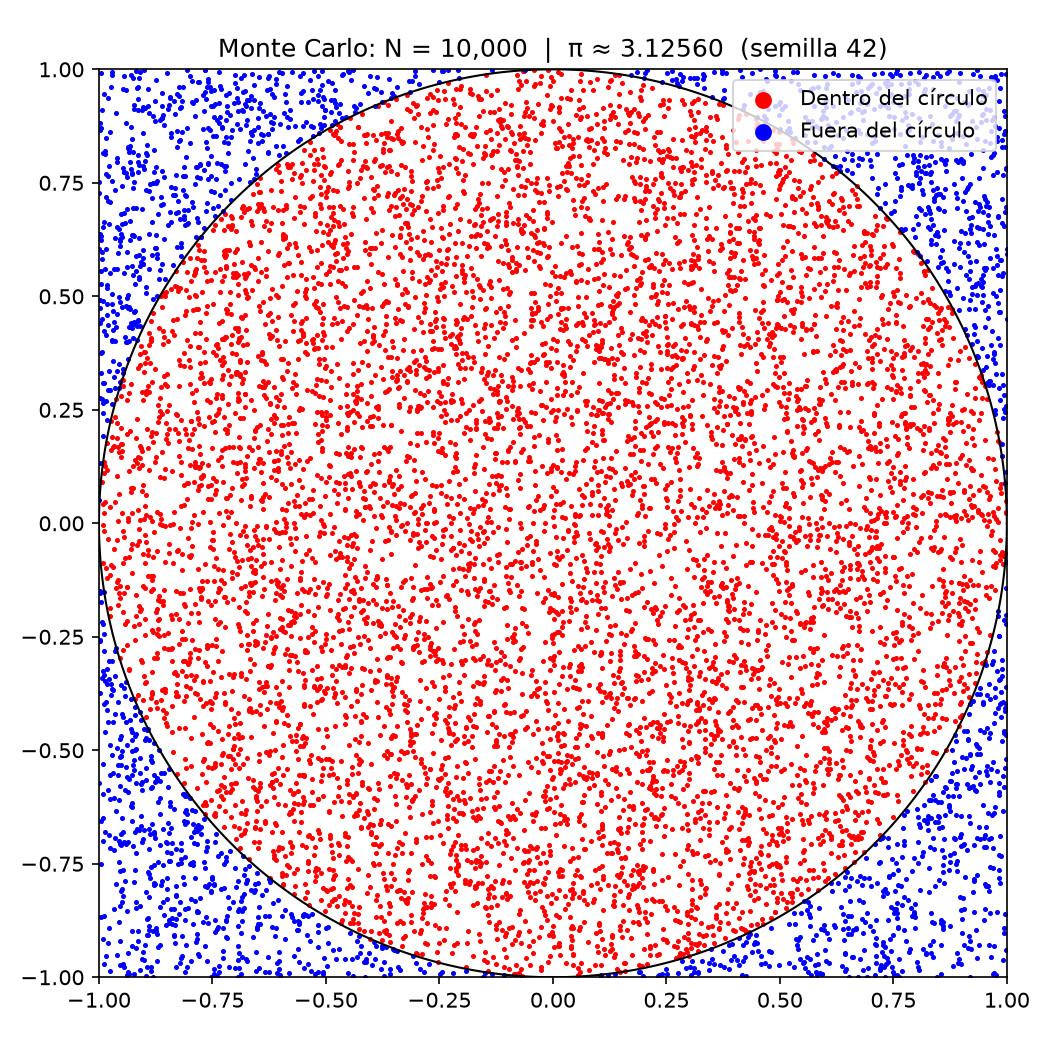 Monte Carlo: N = 10,000 | π ≈ 3.12560 (semilla 42)
Dentro del círculo
Fuera del círculo
1.00
0.75
0.50
0.25
0.00
−0.25
−0.50
−0.75
−1.00
−1.00 −0.75 −0.50 −0.25 0.00 0.25 0.50 0.75 1.00